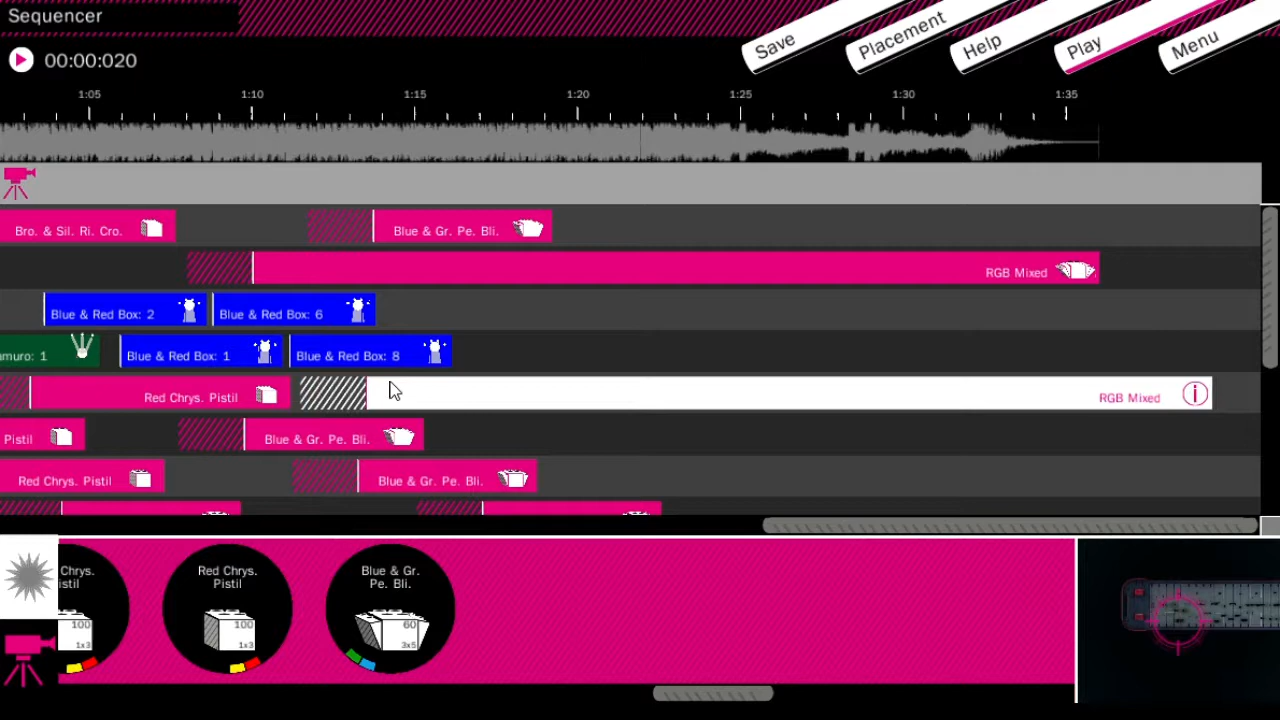 Sequencer
Save
Placement
Help
Play
Menu
00:00:020
1:05
1:10
1:15
1:20
1:25
1:30
1:35
Bro. & Sil. Ri. Cro.
Blue & Gr. Pe. Bli.
RGB Mixed
Blue & Red Box: 2
Blue & Red Box: 6
amuro: 1
Blue & Red Box: 1
Blue & Red Box: 8
Red Chrys. Pistil
RGB Mixed
i
Pistil
Blue & Gr. Pe. Bli.
Red Chrys. Pistil
Blue & Gr. Pe. Bli.
Chrys.
istil
100
1x3
Red Chrys.
Pistil
100
1x3
Blue & Gr.
Pe. Bli.
60
3x5